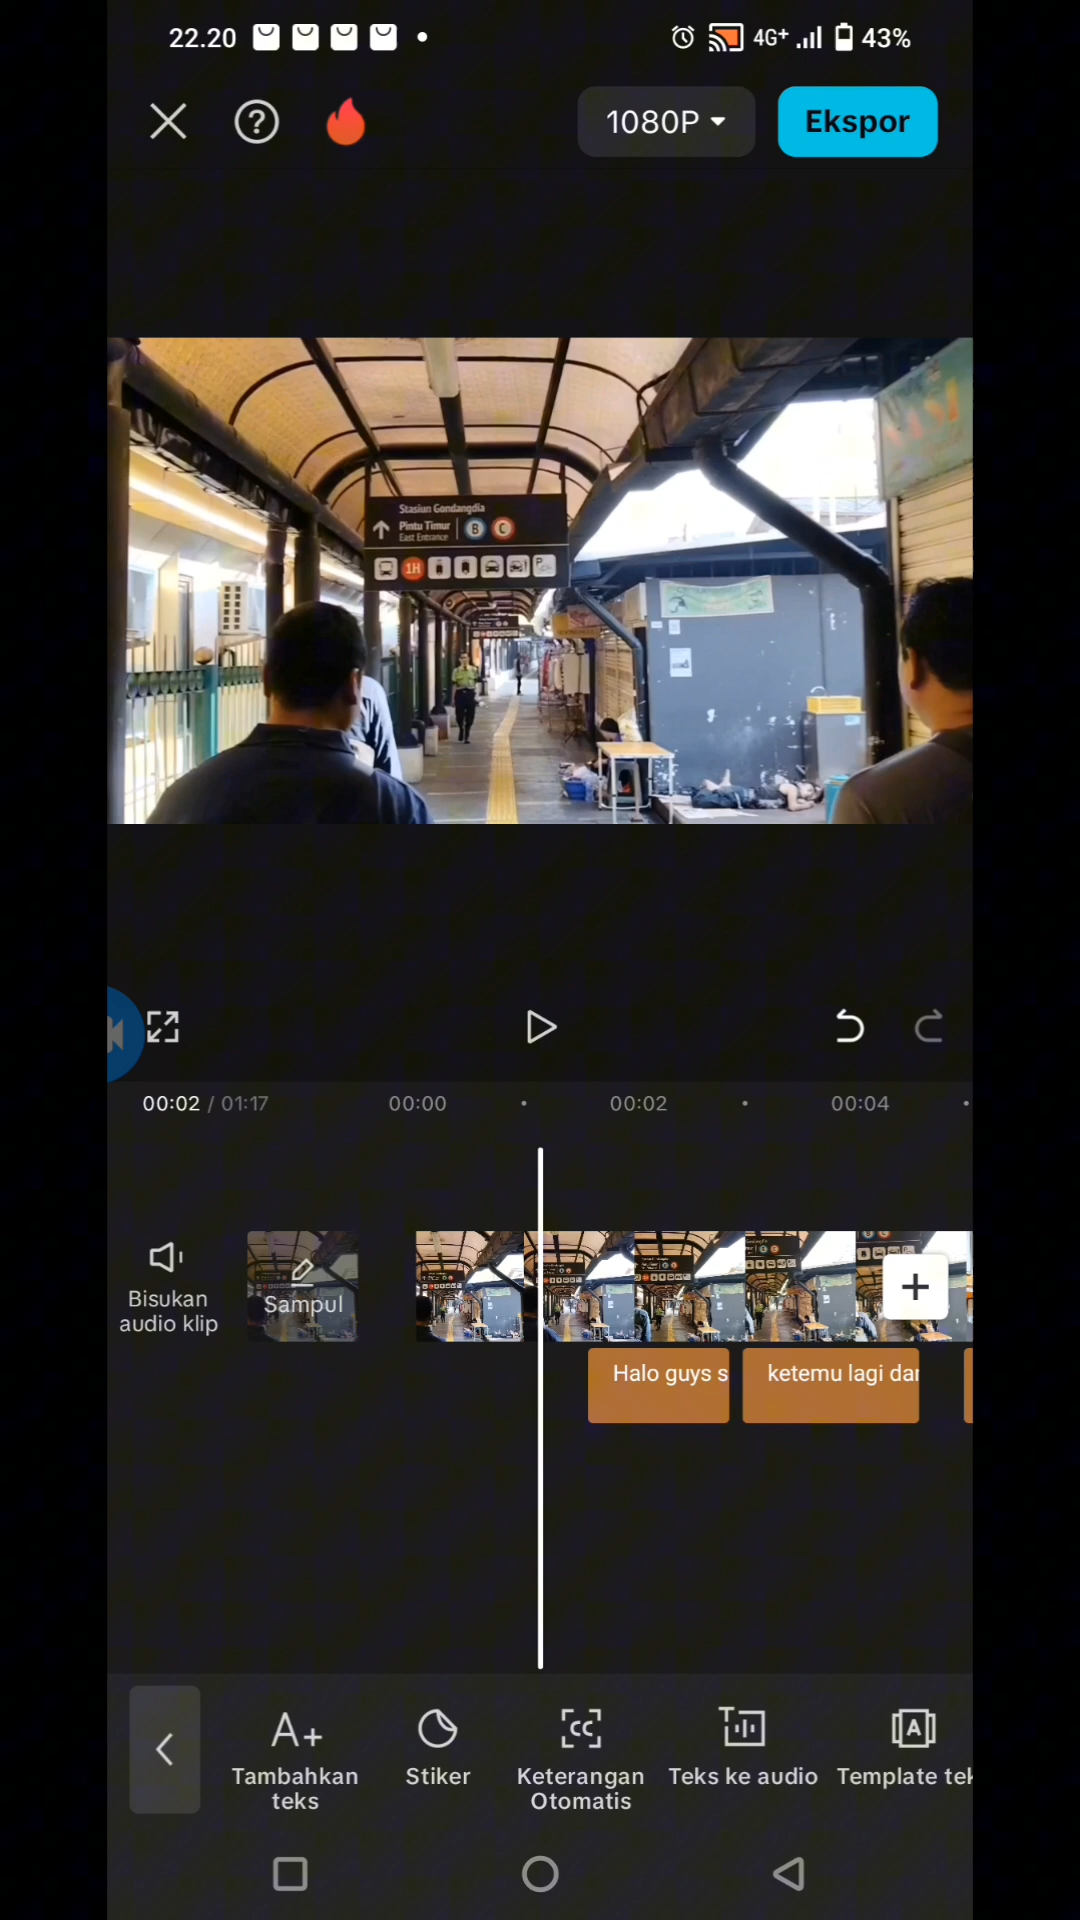 22.20
4G+
43%
1080P
Ekspor
Stasiun Gondangdia
Pintu Timur
East Entrance
B
C
1H
00:02 / 01:17
00:00
00:02
00:04
Bisukan
audio klip
Sampul
Halo guys s
ketemu lagi dar
Tambahkan
teks
Stiker
Keterangan
Otomatis
Teks ke audio
Template tek